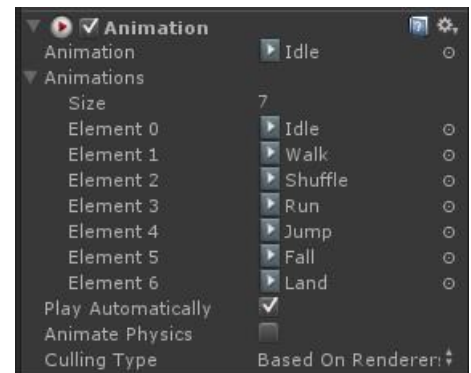 Animation
Animation Idle
Animations
Size 7
Element 0 Idle
Element 1 Walk
Element 2 Shuffle
Element 3 Run
Element 4 Jump
Element 5 Fall
Element 6 Land
Play Automatically
Animate Physics
Culling Type Based On Renderer: